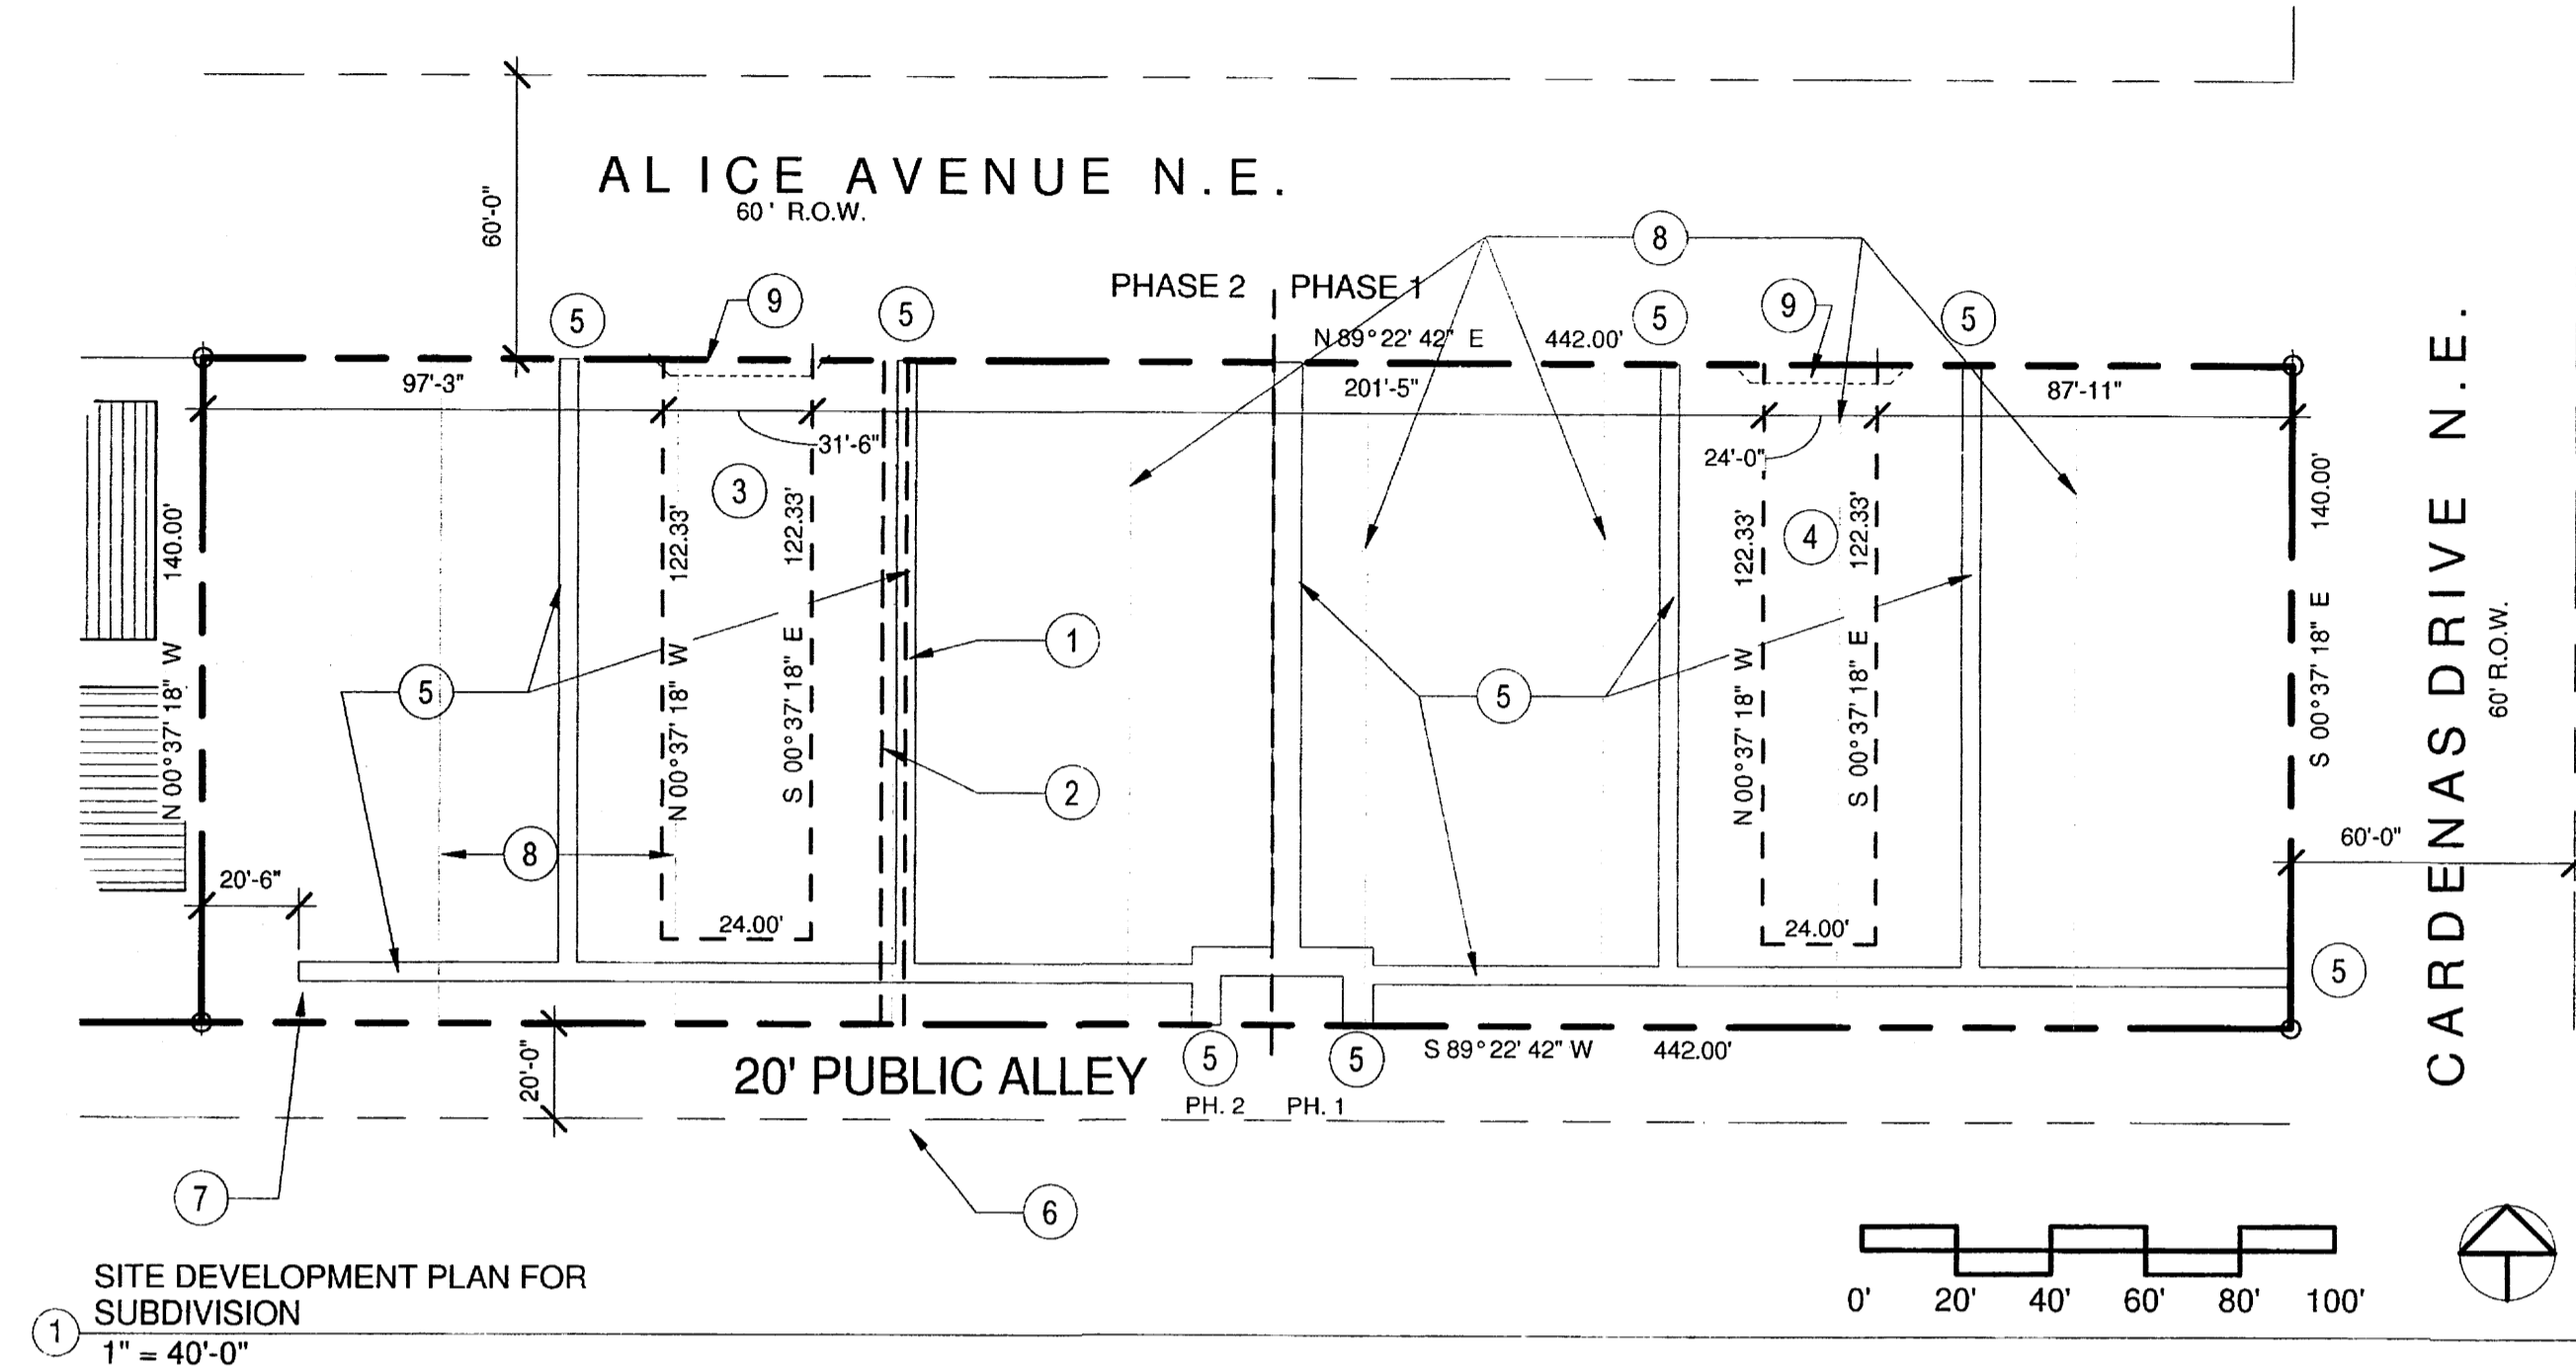 ALICE AVENUE N.E.
60' R.O.W.
60'-0"
8
PHASE 2
PHASE 1
9
5
5
5
9
5
N 89° 22' 42" E
442.00'
97'-3"
201'-5"
87'-11"
31'-6"
24'-0"
3
4
140.00'
N 00° 37' 18" W
122.33'
N 00° 37' 18" W
122.33'
S 00° 37' 18" E
122.33'
N 00° 37' 18" W
122.33'
S 00° 37' 18" E
140.00'
S 00° 37' 18" E
CARDENAS DRIVE N.E.
60' R.O.W.
1
5
5
2
8
60'-0"
20'-6"
24.00'
24.00'
5
20'-0"
20' PUBLIC ALLEY
5
5
S 89° 22' 42" W
442.00'
PH. 2
PH. 1
7
6
SITE DEVELOPMENT PLAN FOR
SUBDIVISION
1
1" = 40'-0"
0' 20' 40' 60' 80' 100'